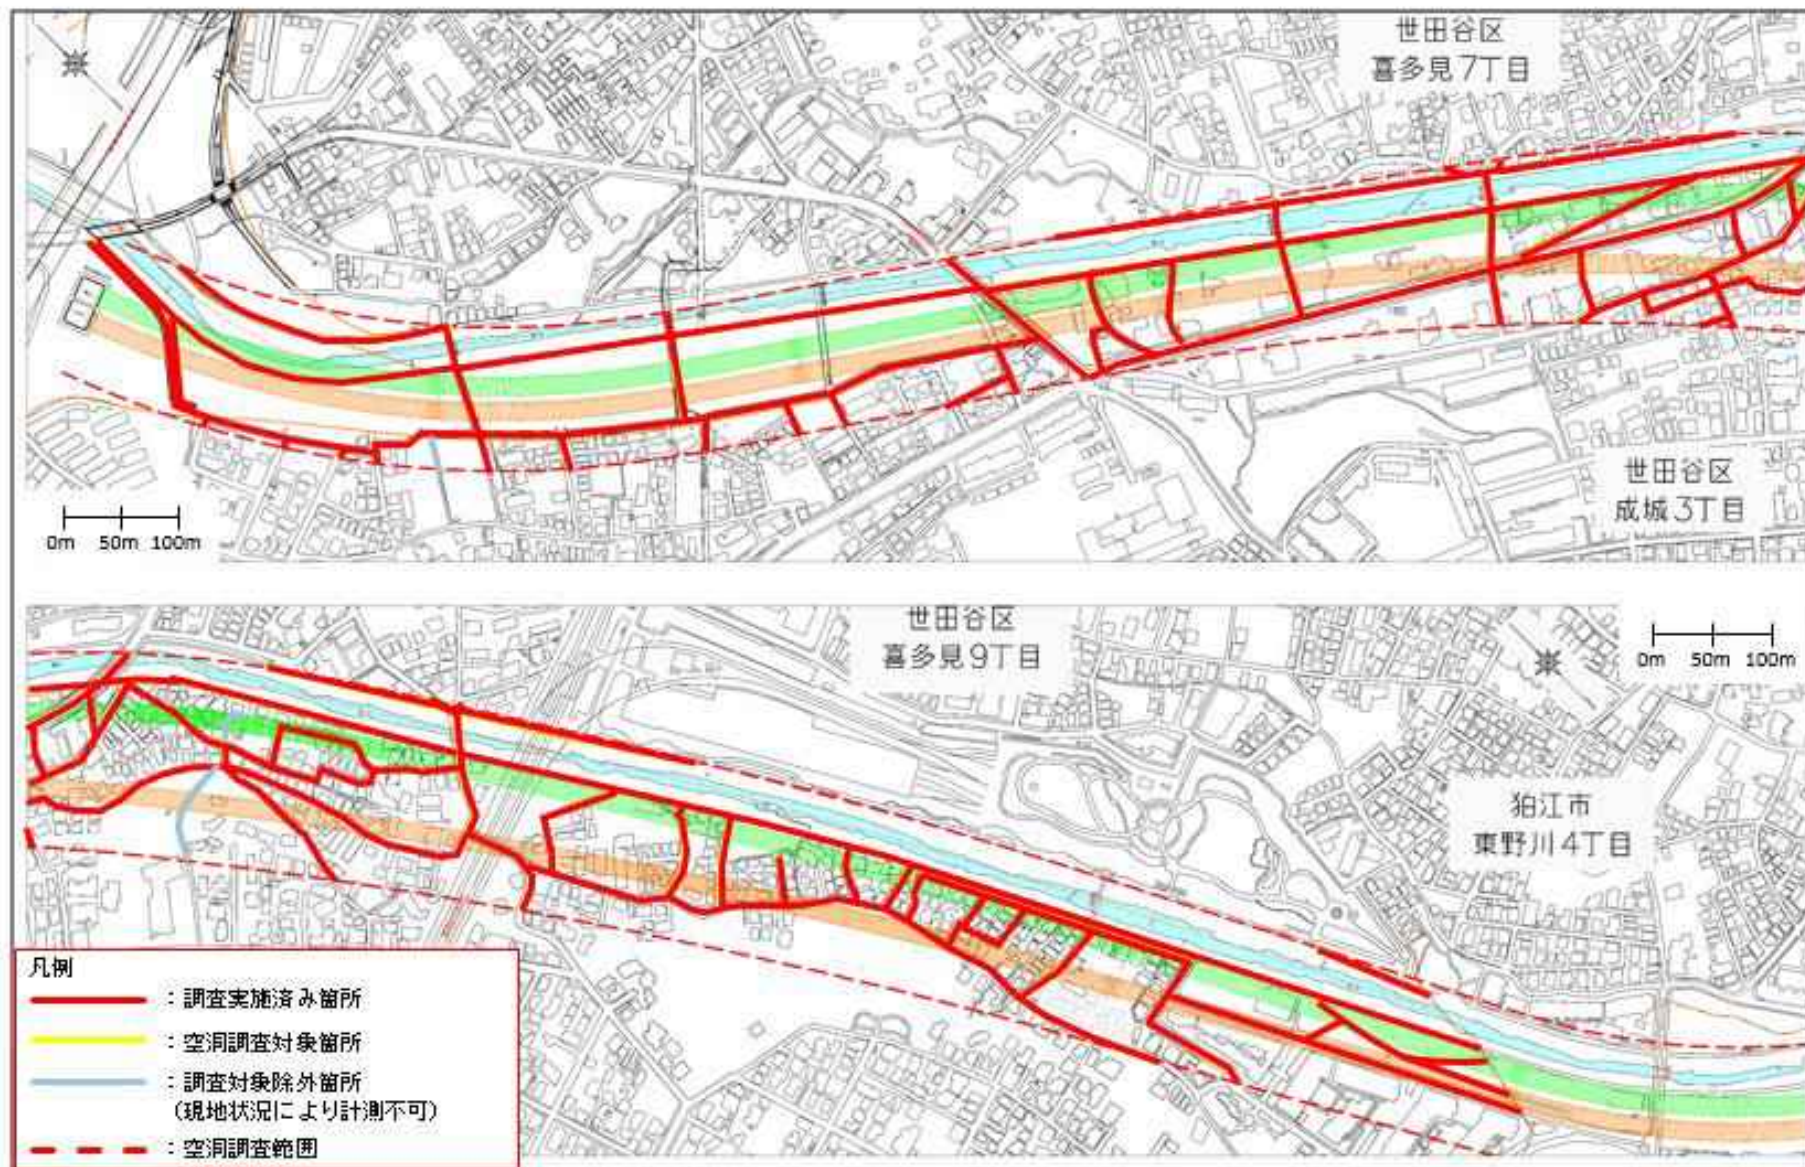 世田谷区
喜多見7丁目
世田谷区
成城3丁目
0m 50m 100m
世田谷区
喜多見9丁目
0m 50m 100m
狛江市
東野川4丁目
凡例
：調査実施済み箇所
：空洞調査対象箇所
：調査対象除外箇所
（現地状況により計測不可）
：空洞調査範囲